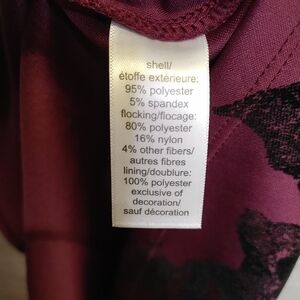 shell/
étoffe extérieure:
95% polyester
5% spandex
flocking/flocage:
80% polyester
16% nylon
4% other fibers/
autres fibres
lining/doublure:
100% polyester
exclusive of
decoration/
sauf décoration